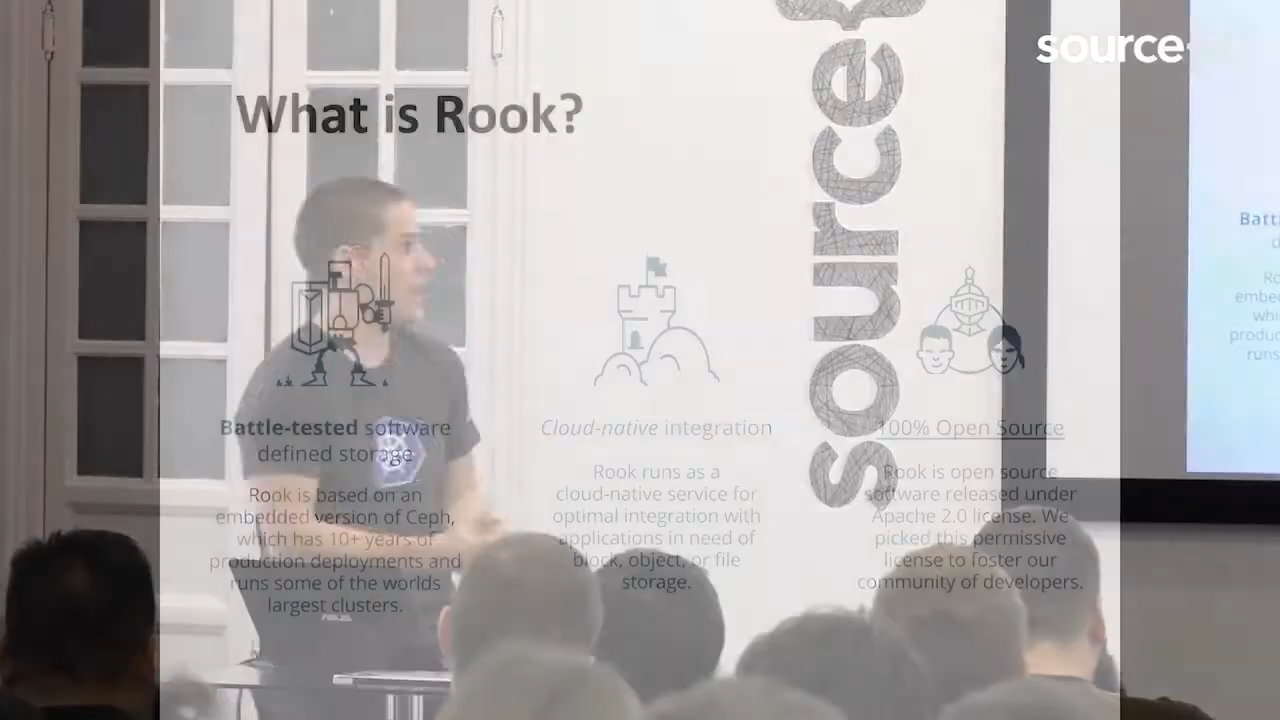 source
What is Rook?
source{
Battle-tested software
defined storage
Rook is based on an
embedded version of Ceph,
which has 10+ years of
production deployments and
runs some of the worlds
largest clusters.
ASUS
Cloud-native integration
Rook runs as a
cloud-native service for
optimal integration with
applications in need of
block, object, or file
storage.
100% Open Source
Rook is open source
software released under
Apache 2.0 license. We
picked this permissive
license to foster our
community of developers.